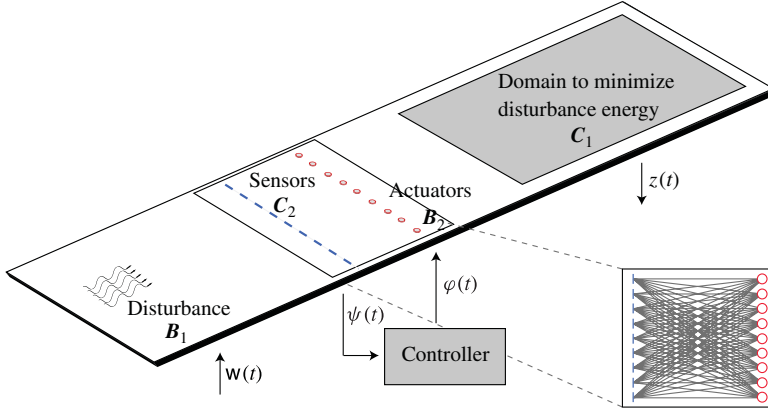 Domain to minimize
disturbance energy
C₁
z(t)
Sensors
C₂
Actuators
B₂
Disturbance
B₁
w(t)
ψ(t)
φ(t)
Controller